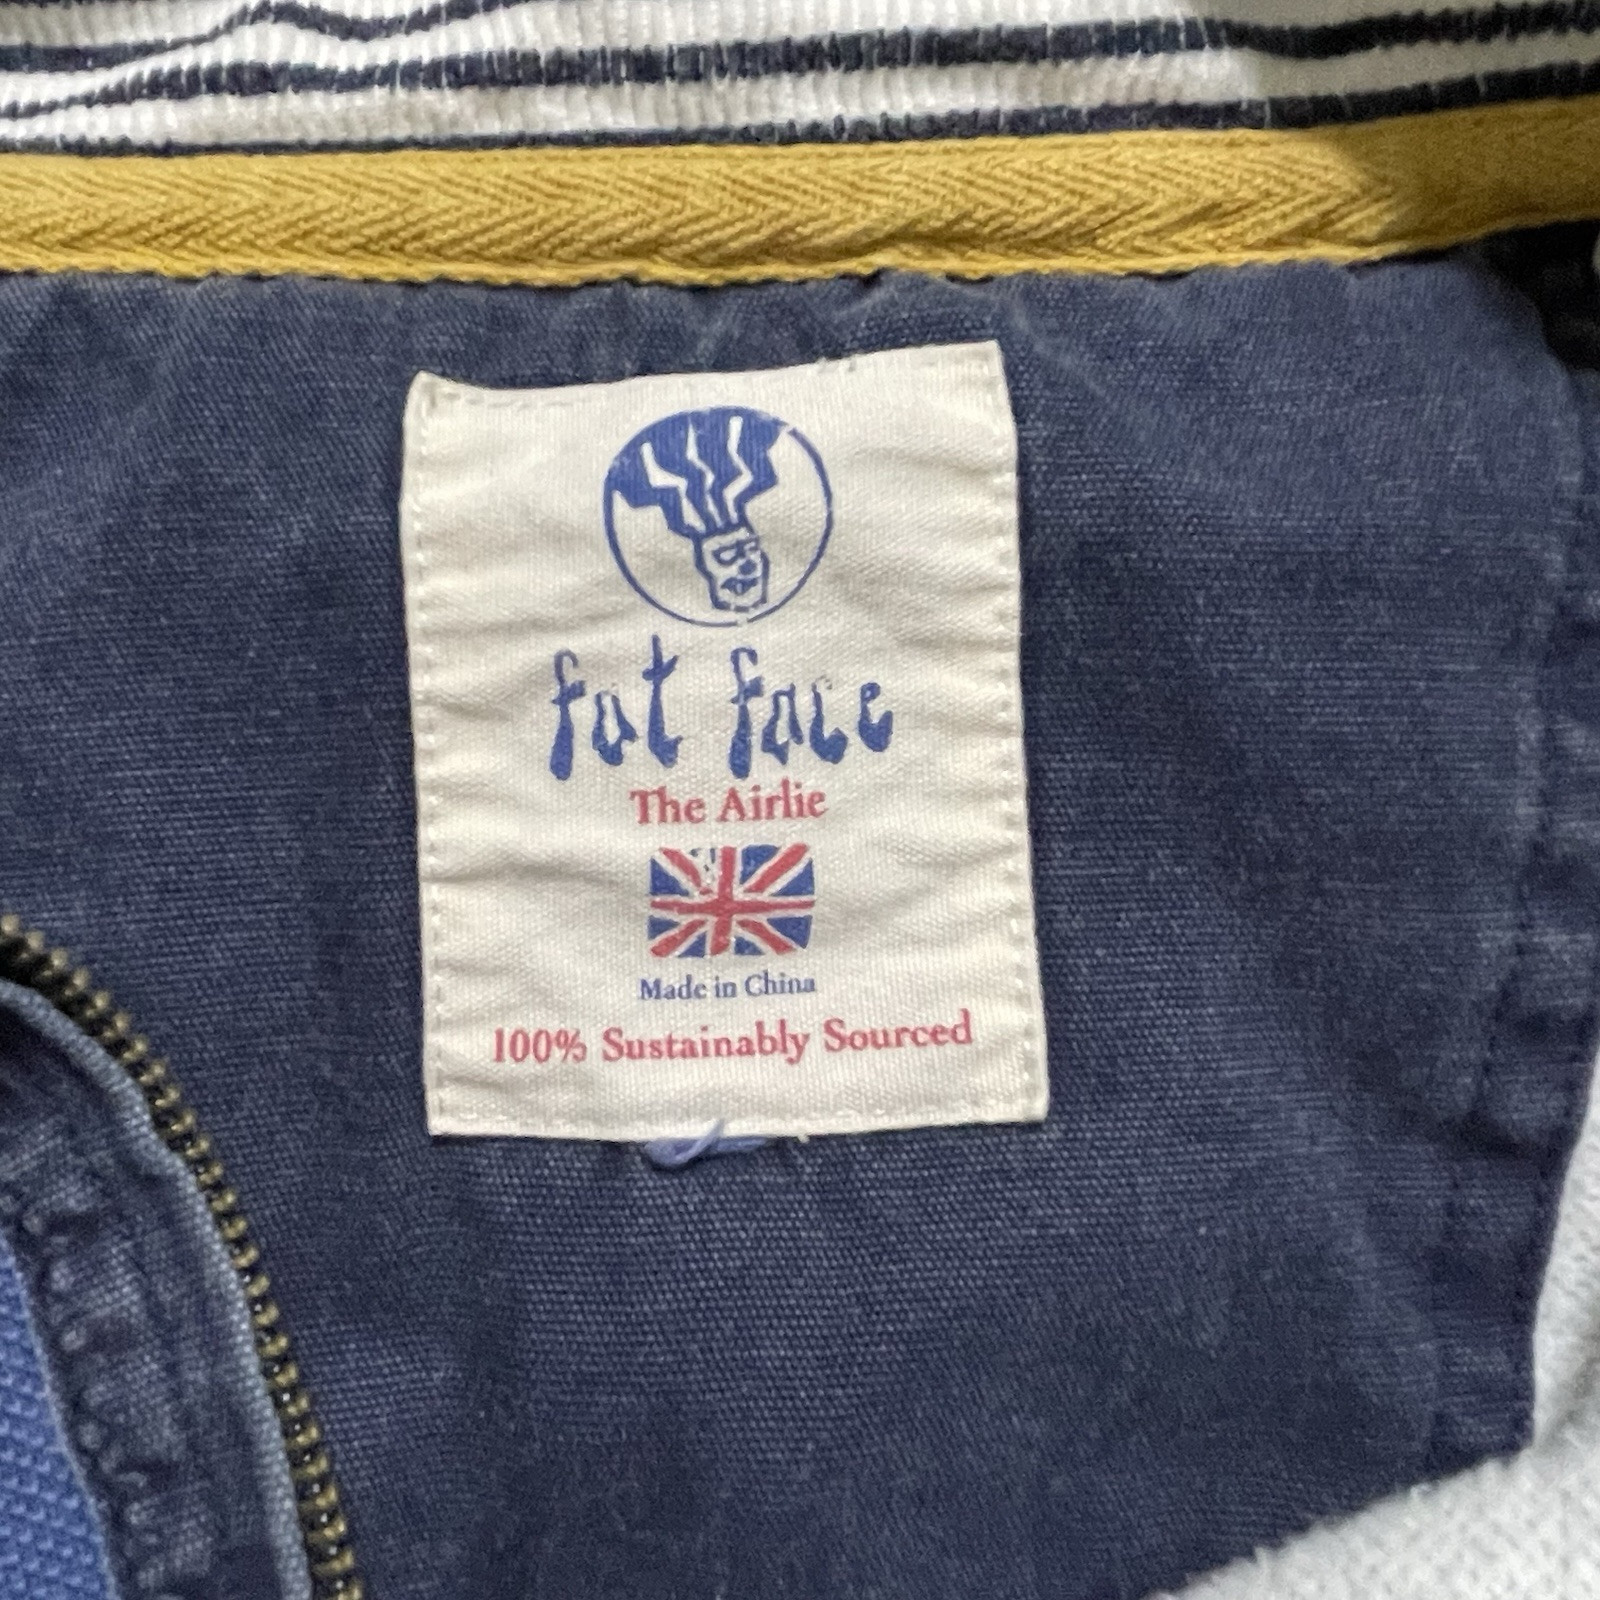 fat face
The Airlie
Made in China
100% Sustainably Sourced